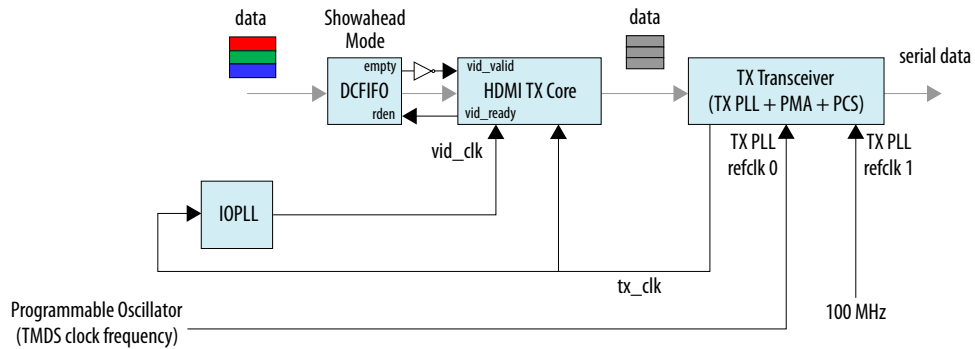 data
Showahead
Mode
data
empty
vid_valid
DCFIFO
HDMI TX Core
rden
vid_ready
TX Transceiver
(TX PLL + PMA + PCS)
serial data
vid_clk
TX PLL
refclk 0
TX PLL
refclk 1
IOPLL
tx_clk
Programmable Oscillator
(TMDS clock frequency)
100 MHz